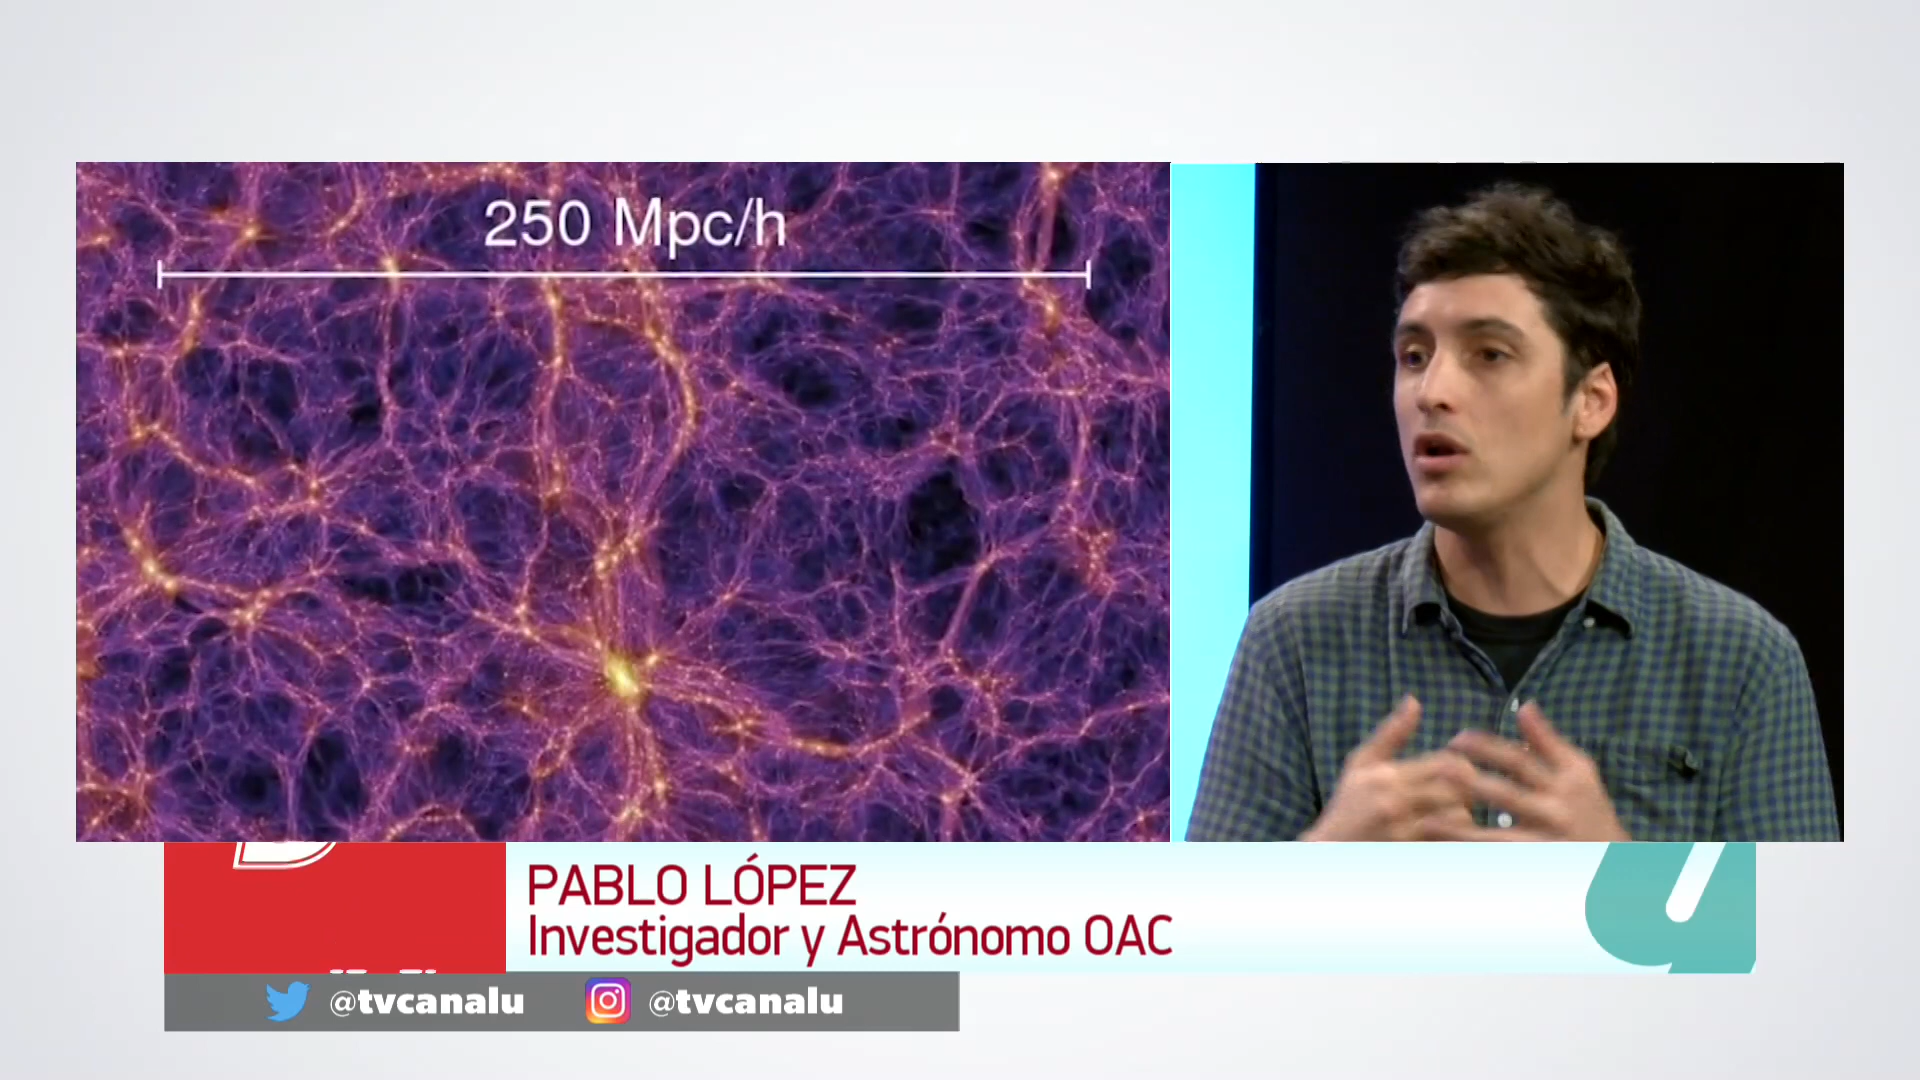 250 Mpc/h
PABLO LÓPEZ
Investigador y Astrónomo OAC
@tvcanalu @tvcanalu